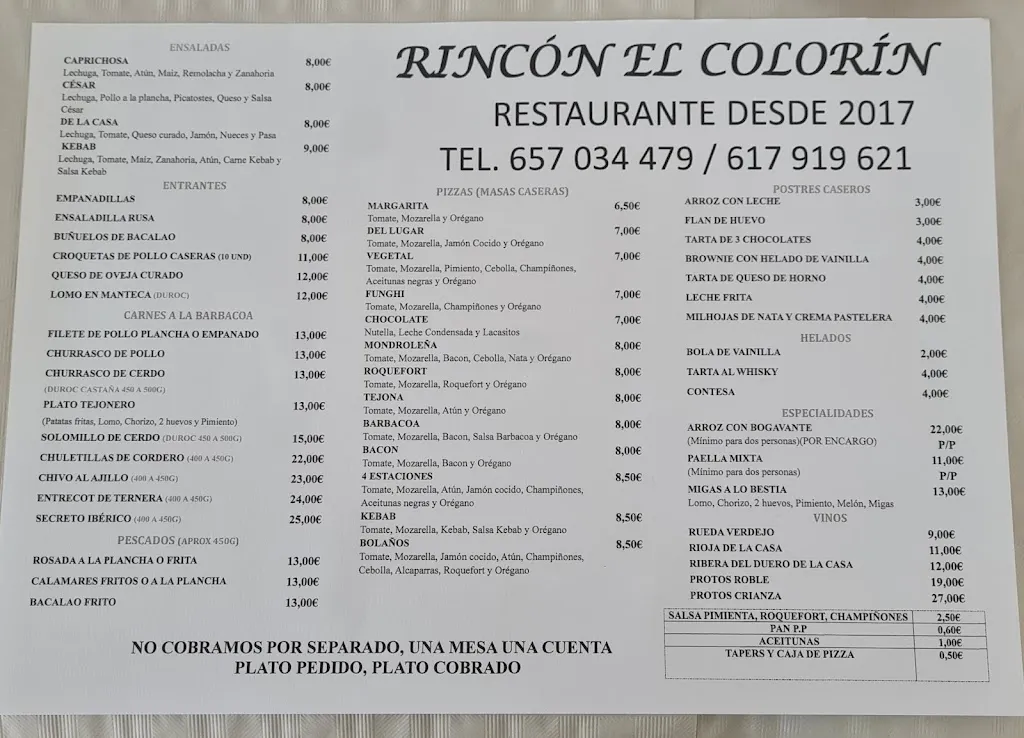 RINCÓN EL COLORÍN
RESTAURANTE DESDE 2017
TEL. 657 034 479 / 617 919 621
ENSALADAS
CAPRICHOSA 8,00€
Lechuga, Tomate, Atún, Maiz, Remolacha y Zanahoria
CÉSAR 8,00€
Lechuga, Pollo a la plancha, Picatostes, Queso y Salsa
César
DE LA CASA 8,00€
Lechuga, Tomate, Queso curado, Jamón, Nueces y Pasa
KEBAB 9,00€
Lechuga, Tomate, Maiz, Zanahoria, Atún, Carne Kebab y
Salsa Kebab
ENTRANTES
EMPANADILLAS 8,00€
ENSALADILLA RUSA 8,00€
BUÑUELOS DE BACALAO 8,00€
CROQUETAS DE POLLO CASERAS (10 UND) 11,00€
QUESO DE OVEJA CURADO 12,00€
LOMO EN MANTECA (DUROC) 12,00€
CARNES A LA BARBACOA
FILETE DE POLLO PLANCHA O EMPANADO 13,00€
CHURRASCO DE POLLO 13,00€
CHURRASCO DE CERDO 13,00€
(DUROC CASTAÑA 450 A 500G)
PLATO TEJONERO 13,00€
(Patatas fritas, Lomo, Chorizo, 2 huevos y Pimiento)
SOLOMILLO DE CERDO (DUROC 450 A 500G) 15,00€
CHULETILLAS DE CORDERO (400 A 450G) 22,00€
CHIVO AL AJILLO (400 A 450G) 23,00€
ENTRECOT DE TERNERA (400 A 450G) 24,00€
SECRETO IBÉRICO (400 A 450G) 25,00€
PESCADOS (APROX 450G)
ROSADA A LA PLANCHA O FRITA 13,00€
CALAMARES FRITOS O A LA PLANCHA 13,00€
BACALAO FRITO 13,00€
PIZZAS (MASAS CASERAS)
MARGARITA 6,50€
Tomate, Mozarella y Orégano
DEL LUGAR 7,00€
Tomate, Mozarella, Jamón Cocido y Orégano
VEGETAL 7,00€
Tomate, Mozarella, Pimiento, Cebolla, Champiñones,
Aceitunas negras y Orégano
FUNGHI 7,00€
Tomate, Mozarella, Champiñones y Orégano
CHOCOLATE 7,00€
Nutella, Leche Condensada y Lacasitos
MONDROLEÑA 8,00€
Tomate, Mozarella, Bacon, Cebolla, Nata y Orégano
ROQUEFORT 8,00€
Tomate, Mozarella, Roquefort y Orégano
TEJONA 8,00€
Tomate, Mozarella, Atún y Orégano
BARBACOA 8,00€
Tomate, Mozarella, Bacon, Salsa Barbacoa y Orégano
BACON 8,00€
Tomate, Mozarella, Bacon y Orégano
4 ESTACIONES 8,50€
Tomate, Mozarella, Atún, Jamón cocido, Champiñones,
Aceitunas negras y Orégano
KEBAB 8,50€
Tomate, Mozarella, Kebab, Salsa Kebab y Orégano
BOLAÑOS 8,50€
Tomate, Mozarella, Jamón cocido, Atún, Champiñones,
Cebolla, Alcaparras, Roquefort y Orégano
POSTRES CASEROS
ARROZ CON LECHE 3,00€
FLAN DE HUEVO 3,00€
TARTA DE 3 CHOCOLATES 4,00€
BROWNIE CON HELADO DE VAINILLA 4,00€
TARTA DE QUESO DE HORNO 4,00€
LECHE FRITA 4,00€
MILHOJAS DE NATA Y CREMA PASTELERA 4,00€
HELADOS
BOLA DE VAINILLA 2,00€
TARTA AL WHISKY 4,00€
CONTESA 4,00€
ESPECIALIDADES
ARROZ CON BOGAVANTE 22,00€
(Mínimo para dos personas)(POR ENCARGO) P/P
PAELLA MIXTA 11,00€
(Mínimo para dos personas) P/P
MIGAS A LO BESTIA 13,00€
Lomo, Chorizo, 2 huevos, Pimiento, Melón, Migas
VINOS
RUEDA VERDEJO 9,00€
RIOJA DE LA CASA 11,00€
RIBERA DEL DUERO DE LA CASA 12,00€
PROTOS ROBLE 19,00€
PROTOS CRIANZA 27,00€
SALSA PIMIENTA, ROQUEFORT, CHAMPIÑONES 2,50€
PAN P.P 0,60€
ACEITUNAS 1,00€
TAPERS Y CAJA DE PIZZA 0,50€
NO COBRAMOS POR SEPARADO, UNA MESA UNA CUENTA
PLATO PEDIDO, PLATO COBRADO